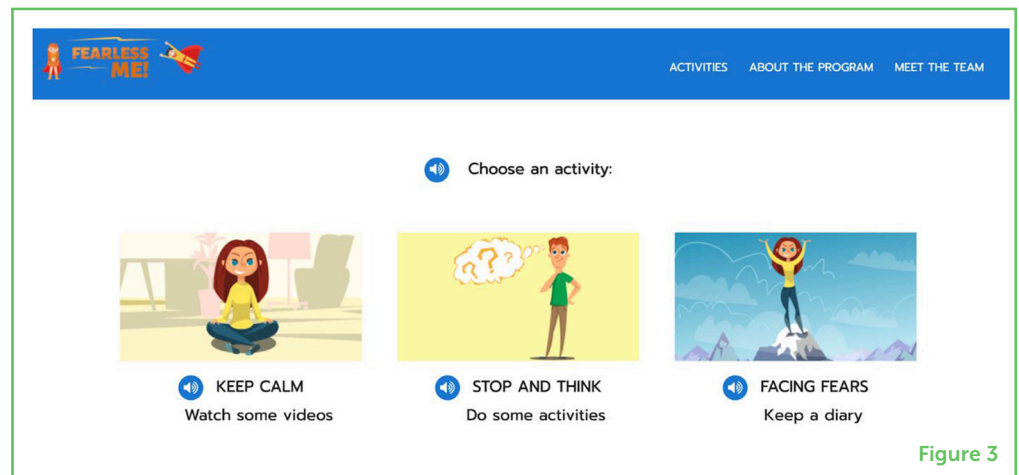 FEARLESS
ME!
ACTIVITIES ABOUT THE PROGRAM MEET THE TEAM
Choose an activity:
KEEP CALM
Watch some videos
STOP AND THINK
Do some activities
FACING FEARS
Keep a diary
Figure 3